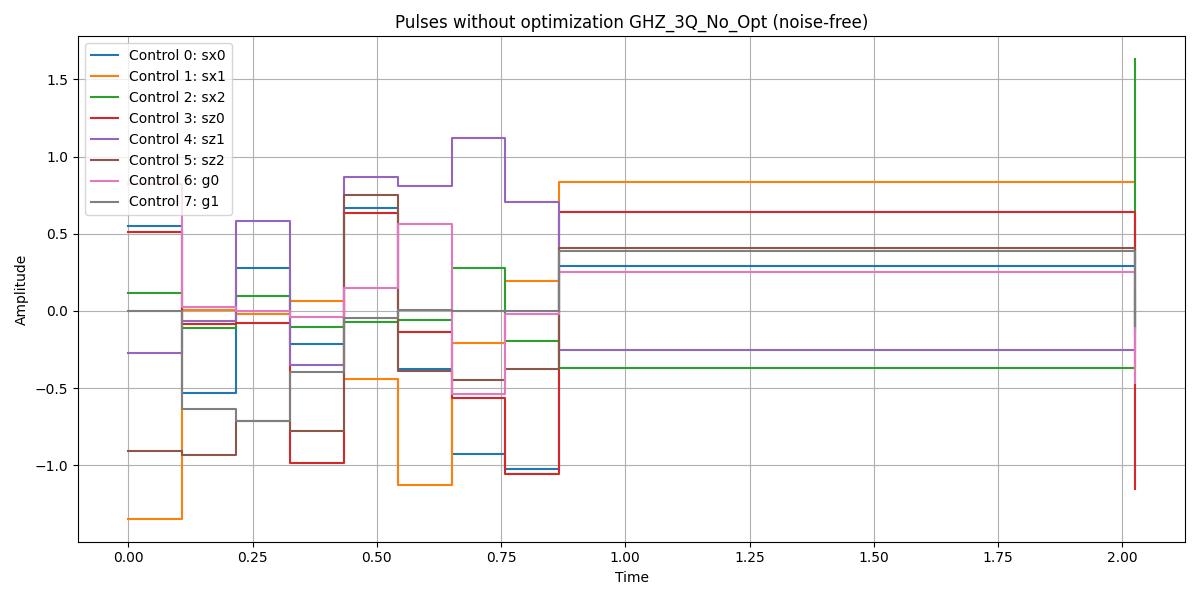 Pulses without optimization GHZ_3Q_No_Opt (noise-free)
Control 0: sx0
Control 1: sx1
Control 2: sx2
Control 3: sz0
Control 4: sz1
Control 5: sz2
Control 6: g0
Control 7: g1
Amplitude
1.5
1.0
0.5
0.0
−0.5
−1.0
0.00 0.25 0.50 0.75 1.00 1.25 1.50 1.75 2.00
Time